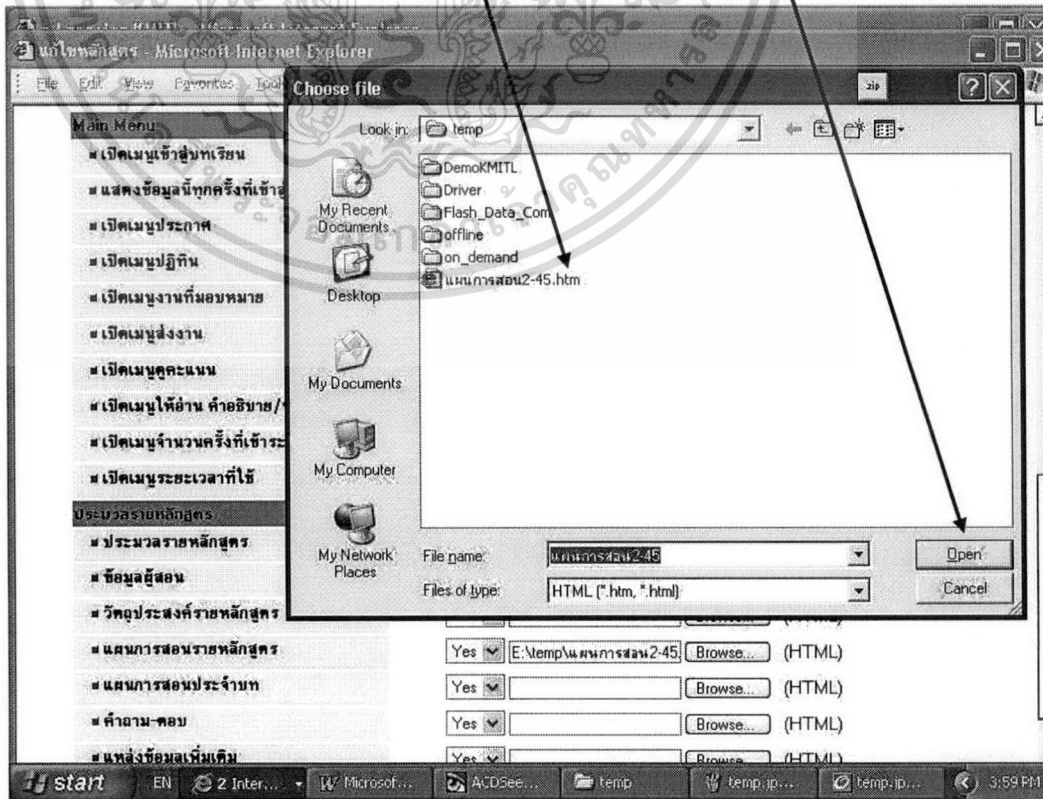 แก้ไขหลักสูตร - Microsoft Internet Explorer
File Edit View Favorites
Choose file
zip
Look in: temp
DemoKMITL
Driver
Flash_Data_Com
offline
on_demand
แผนการสอน2-45.htm
My Recent Documents
Desktop
My Documents
My Computer
My Network Places
File name: แผนการสอน2-45
Open
Files of type: HTML (*.htm, *.html)
Cancel
Main Menu
เปิดเมนูเข้าสู่บทเรียน
แสดงข้อมูลนี้ทุกครั้งที่เข้าสู่
เปิดเมนูประกาศ
เปิดเมนูปฏิทิน
เปิดเมนูงานที่มอบหมาย
เปิดเมนูส่งงาน
เปิดเมนูดูคะแนน
เปิดเมนูให้อ่าน คำอธิบาย/
เปิดเมนูจำนวนครั้งที่เข้าระ
เปิดเมนูระยะเวลาที่ใช้
ประมวลรายหลักสูตร
ประมวลรายหลักสูตร
ข้อมูลผู้สอน
วัตถุประสงค์รายหลักสูตร
Browse... (HTML)
แผนการสอนรายหลักสูตร Yes E:\temp\แผนการสอน2-45. Browse... (HTML)
แผนการสอนประจำบท Yes Browse... (HTML)
คำถาม-ตอบ Yes Browse... (HTML)
แหล่งข้อมูลเพิ่มเติม Yes Browse... (HTML)
start EN 2 Inter... Microsof... ACDSee... temp temp.jp... temp.jp... 3:59 PM